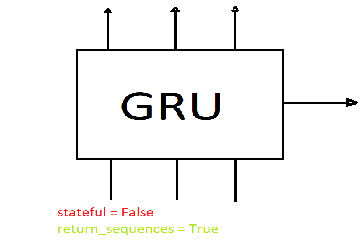 GRU
stateful = False
return_sequences = True